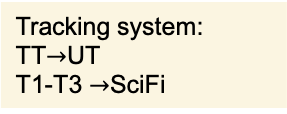 Tracking system:
TT→UT
T1-T3 →SciFi